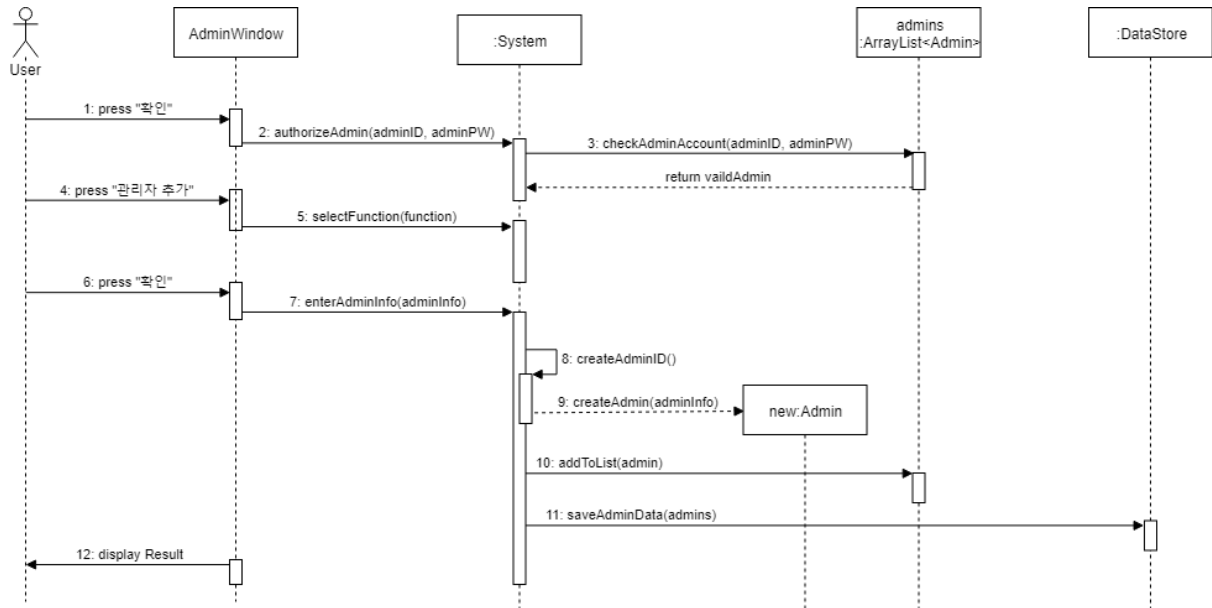 User
AdminWindow
:System
admins
:ArrayList<Admin>
:DataStore
1: press "확인"
2: authorizeAdmin(adminID, adminPW)
3: checkAdminAccount(adminID, adminPW)
return vaildAdmin
4: press "관리자 추가"
5: selectFunction(function)
6: press "확인"
7: enterAdminInfo(adminInfo)
8: createAdminID()
9: createAdmin(adminInfo)
new:Admin
10: addToList(admin)
11: saveAdminData(admins)
12: display Result